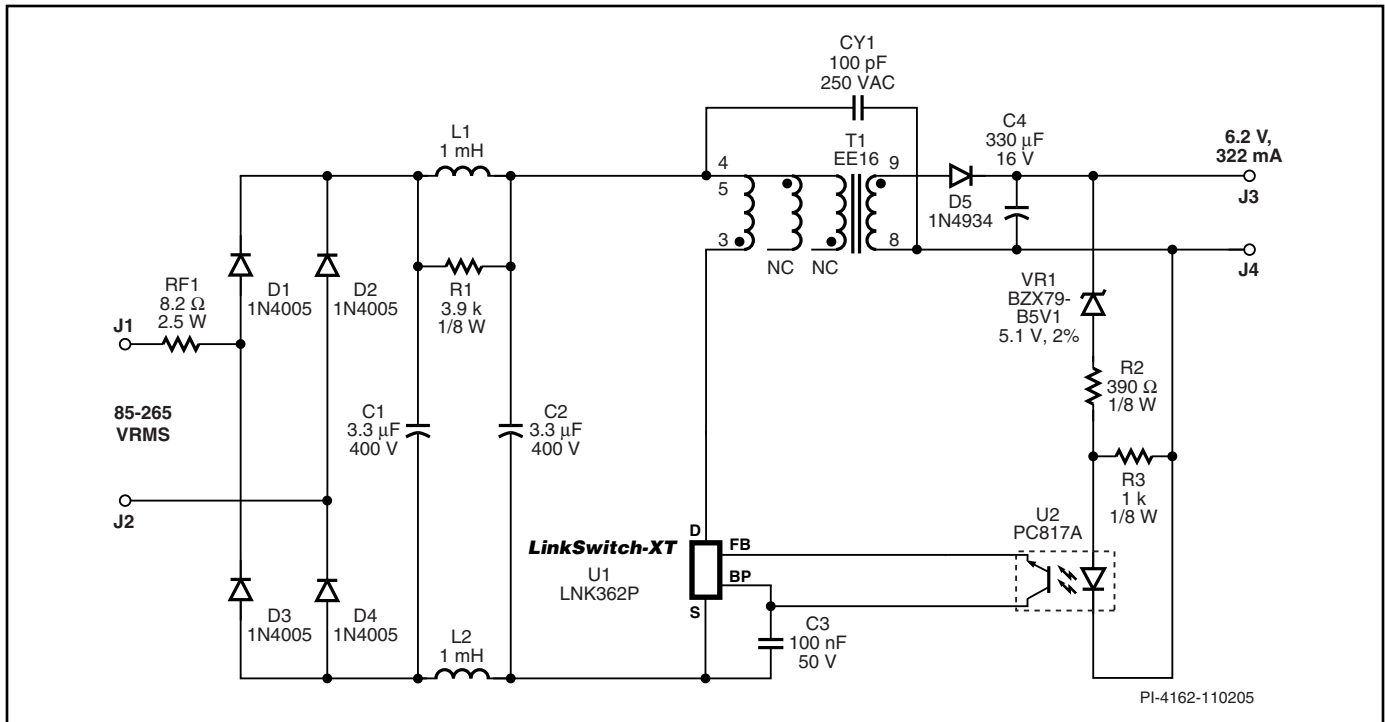 CY1
100 pF
250 VAC
L1
1 mH
T1
EE16
C4
330 µF
16 V
6.2 V,
322 mA
4
5
3
9
8
D5
1N4934
J3
J4
NC
NC
RF1
8.2 Ω
2.5 W
D1
1N4005
D2
1N4005
R1
3.9 k
1/8 W
VR1
BZX79-
B5V1
5.1 V, 2%
J1
R2
390 Ω
1/8 W
85-265
VRMS
C1
3.3 µF
400 V
C2
3.3 µF
400 V
R3
1 k
1/8 W
J2
U2
PC817A
D
LinkSwitch-XT
FB
U1
LNK362P
BP
S
D3
1N4005
D4
1N4005
L2
1 mH
C3
100 nF
50 V
PI-4162-110205